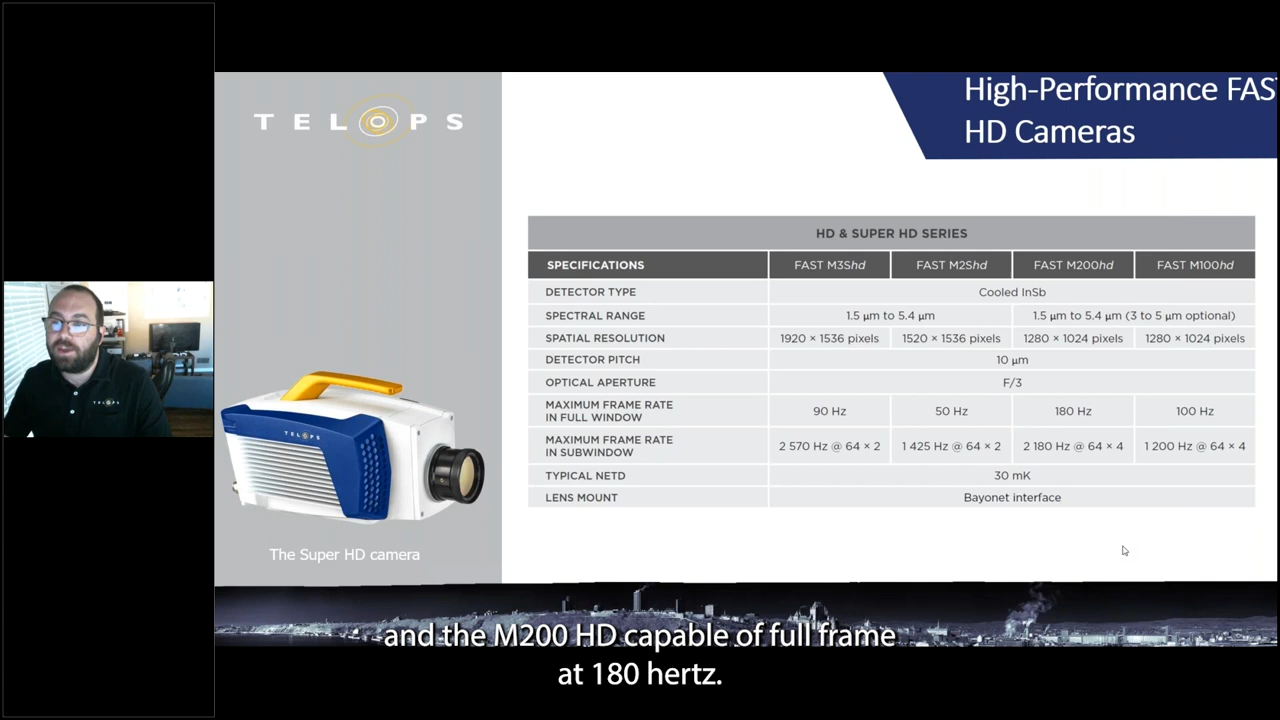 TELOPS
High-Performance FAS
HD Cameras
HD & SUPER HD SERIES
SPECIFICATIONS FAST M3Shd FAST M2Shd FAST M200hd FAST M100hd
DETECTOR TYPE Cooled InSb
SPECTRAL RANGE 1.5 µm to 5.4 µm 1.5 µm to 5.4 µm (3 to 5 µm optional)
SPATIAL RESOLUTION 1920 × 1536 pixels 1520 × 1536 pixels 1280 × 1024 pixels 1280 × 1024 pixels
DETECTOR PITCH 10 µm
OPTICAL APERTURE F/3
MAXIMUM FRAME RATE
IN FULL WINDOW 90 Hz 50 Hz 180 Hz 100 Hz
MAXIMUM FRAME RATE
IN SUBWINDOW 2 570 Hz @ 64 × 2 1 425 Hz @ 64 × 2 2 180 Hz @ 64 × 4 1 200 Hz @ 64 × 4
TYPICAL NETD 30 mK
LENS MOUNT Bayonet interface
TELOPS
TELOPS
The Super HD camera
and the M200 HD capable of full frame
at 180 hertz.